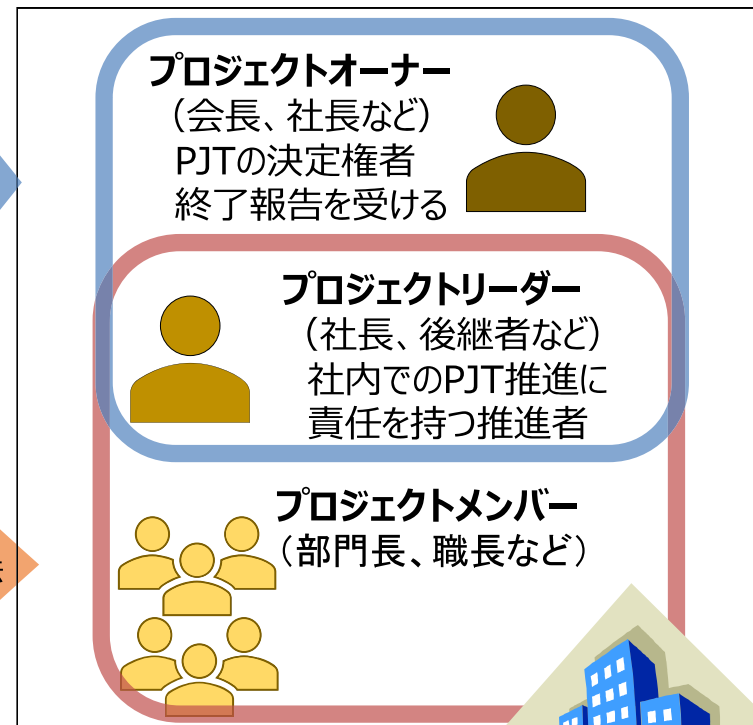 プロジェクトオーナー
（会長、社長など）
PJTの決定権者
終了報告を受ける
プロジェクトリーダー
（社長、後継者など）
社内でのPJT推進に
責任を持つ推進者
プロジェクトメンバー
（部門長、職長など）